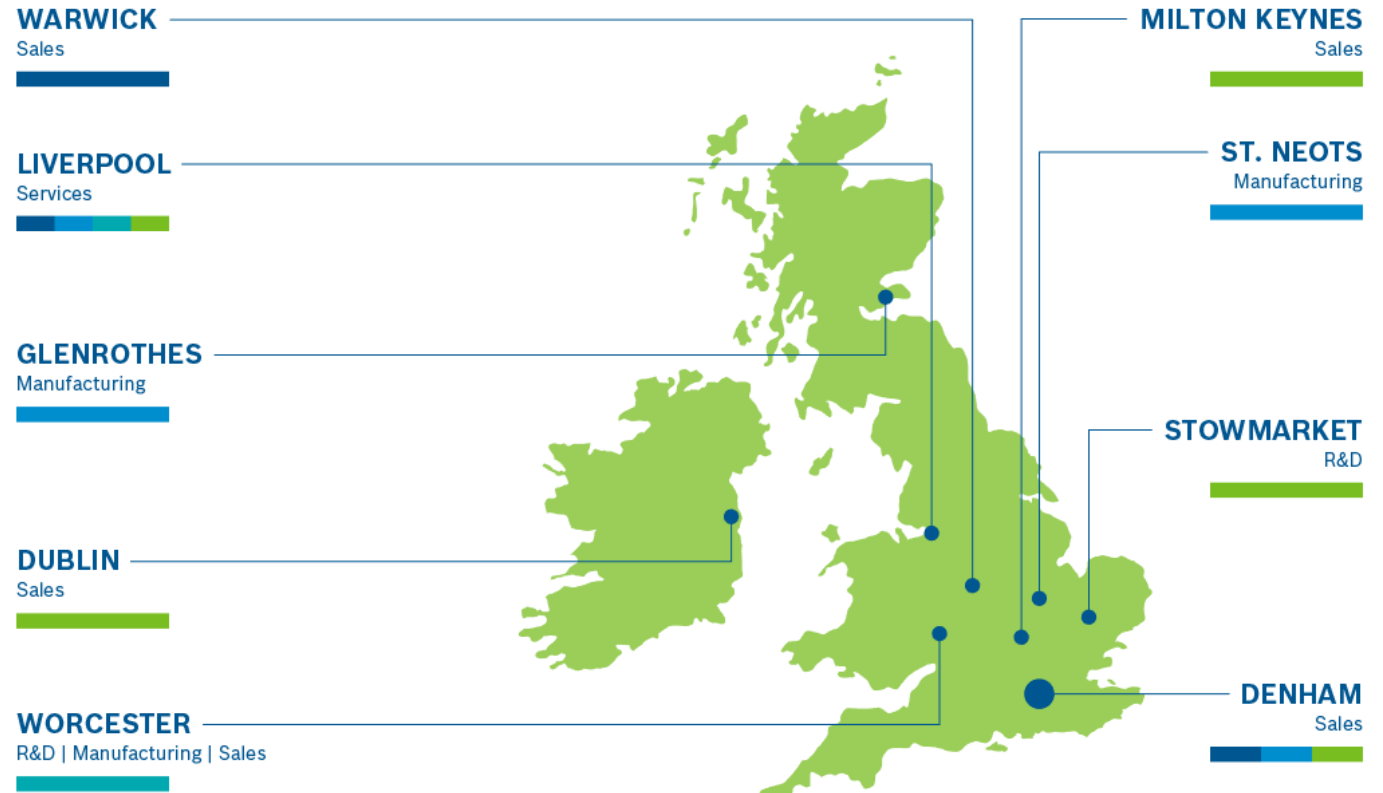 WARWICK
Sales
LIVERPOOL
Services
GLENROTHES
Manufacturing
DUBLIN
Sales
WORCESTER
R&D | Manufacturing | Sales
MILTON KEYNES
Sales
ST. NEOTS
Manufacturing
STOWMARKET
R&D
DENHAM
Sales